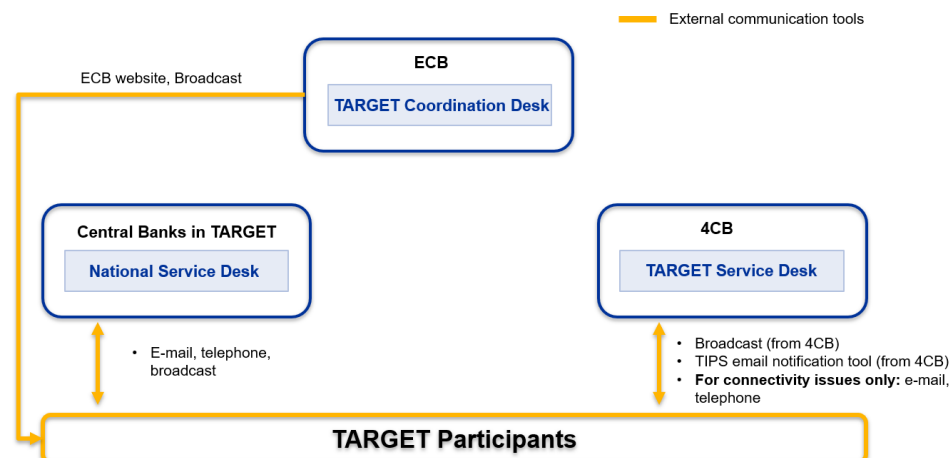 External communication tools
ECB
ECB website, Broadcast
TARGET Coordination Desk
Central Banks in TARGET
National Service Desk
4CB
TARGET Service Desk
• E-mail, telephone,
broadcast
• Broadcast (from 4CB)
• TIPS email notification tool (from 4CB)
• For connectivity issues only: e-mail,
telephone
TARGET Participants